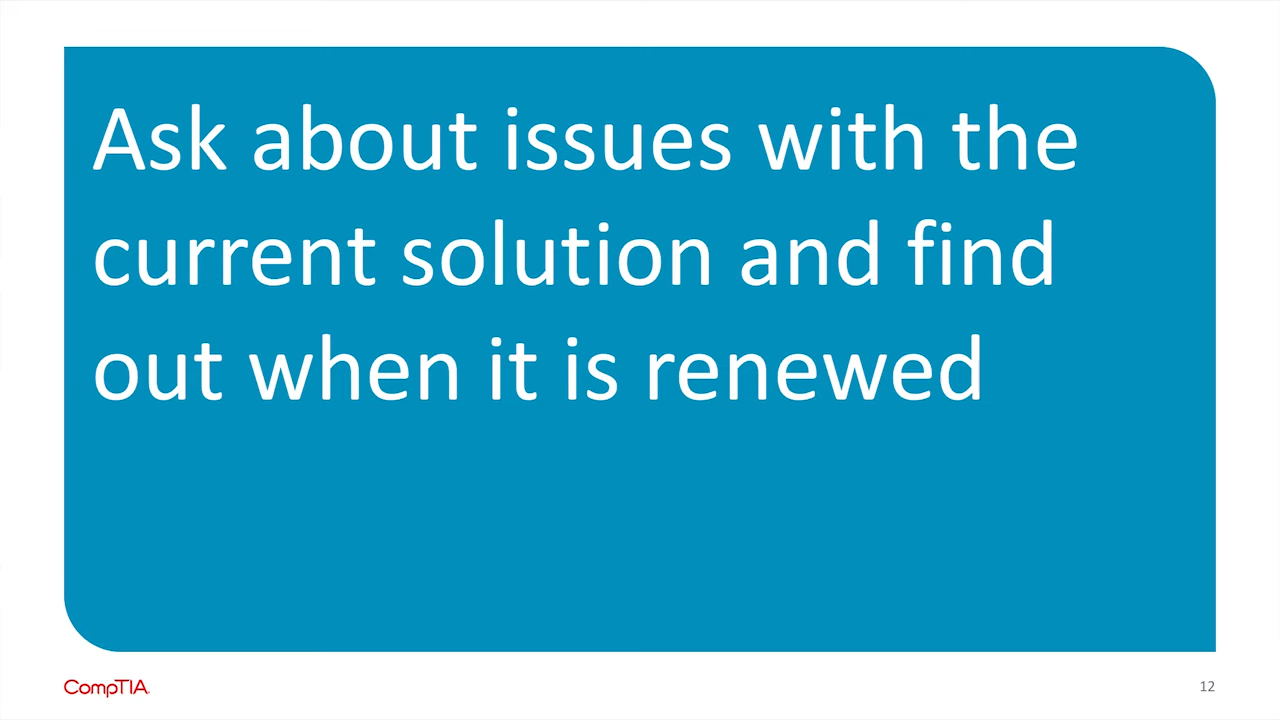 Ask about issues with the
current solution and find
out when it is renewed
CompTIA.
12